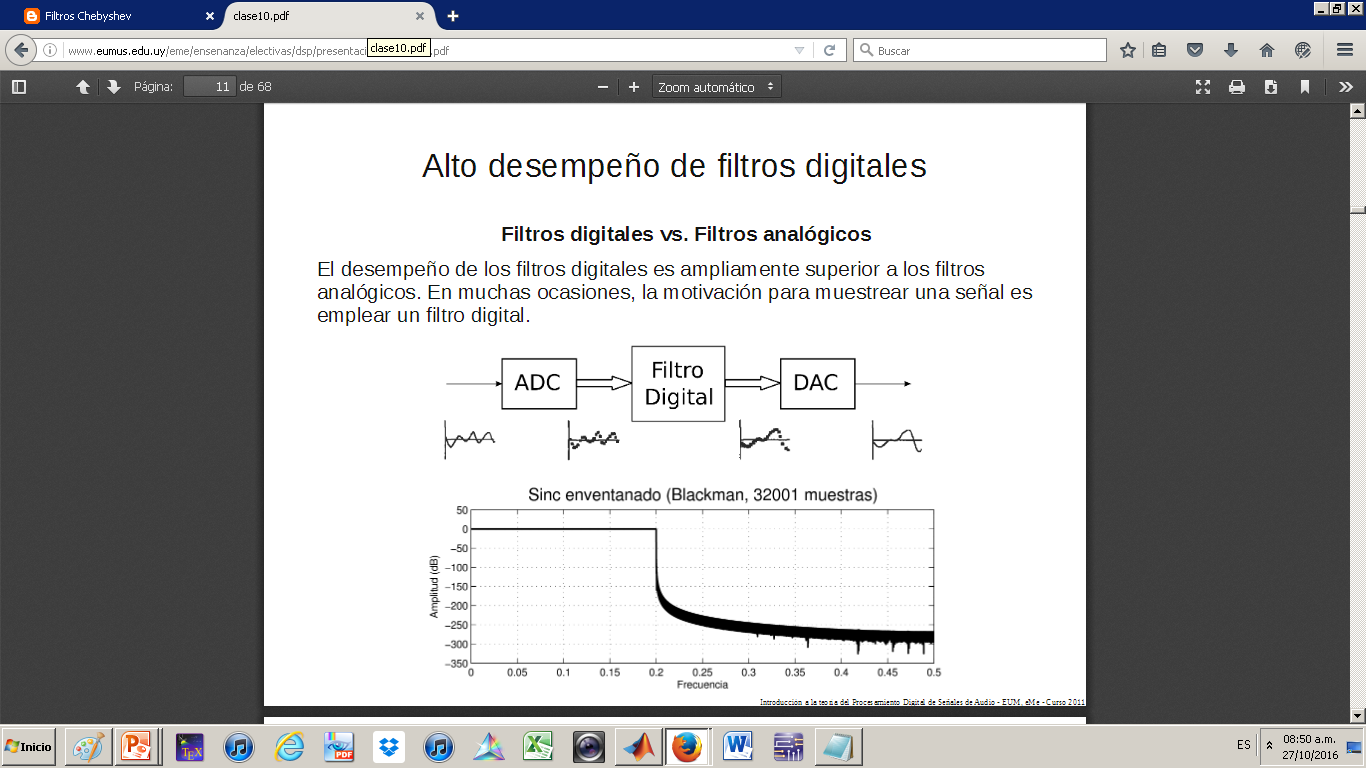 Filtros Chebyshev
clase10.pdf
www.eumus.edu.uy/eme/ensenanza/electivas/dsp/presentaci
clase10.pdf
.pdf
Buscar
Página:
11
de 68
Zoom automático
Alto desempeño de filtros digitales
Filtros digitales vs. Filtros analógicos
El desempeño de los filtros digitales es ampliamente superior a los filtros
analógicos. En muchas ocasiones, la motivación para muestrear una señal es
emplear un filtro digital.
ADC
Filtro
Digital
DAC
Sinc enventanado (Blackman, 32001 muestras)
50
0
−50
−100
−150
−200
−250
−300
−350
Amplitud (dB)
0 0.05 0.1 0.15 0.2 0.25 0.3 0.35 0.4 0.45 0.5
Frecuencia
Introducción a la teoría del Procesamiento Digital de Señales de Audio - EUM, eMe - Curso 2011
Inicio
TEX
PDF
ES
08:50 a.m.
27/10/2016